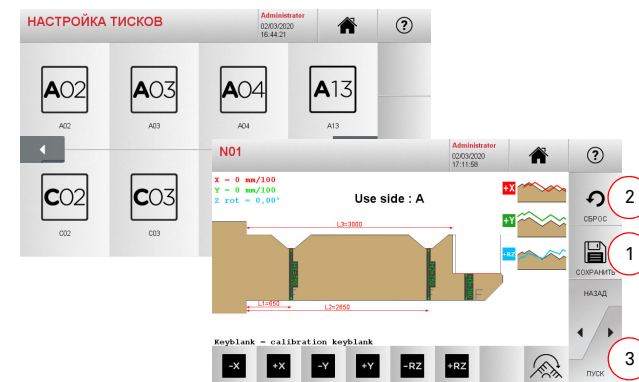 НАСТРОЙКА ТИСКОВ
Administrator
02/03/2020
16:44:21
?
A02
A03
A04
A13
A02
A03
A04
A13
C02
C03
C02
C03
N01
Administrator
02/03/2020
17:11:58
?
X = 0 mm/100
Y = 0 mm/100
Z rot = 0,00°
Use side : A
+X
+Y
+RZ
L3=3000
L1=650
L2=2650
F
Keyblank - calibration keyblank
-X
+X
-Y
+Y
-RZ
+RZ
2
СБРОС
1
СОХРАНИТЬ
НАЗАД
3
ПУСК